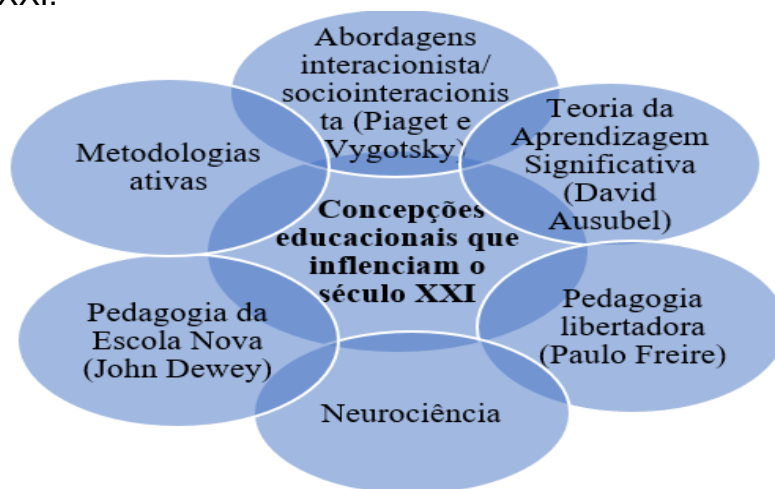 XXI.
Abordagens
interacionista/
sociointeracionis
ta (Piaget e
Vygotsky)
Teoria da
Aprendizagem
Significativa
(David
Ausubel)
Metodologias
ativas
Concepções
educacionais que
inflenciam o
século XXI
Pedagogia da
Escola Nova
(John Dewey)
Pedagogia
libertadora
(Paulo Freire)
Neurociência